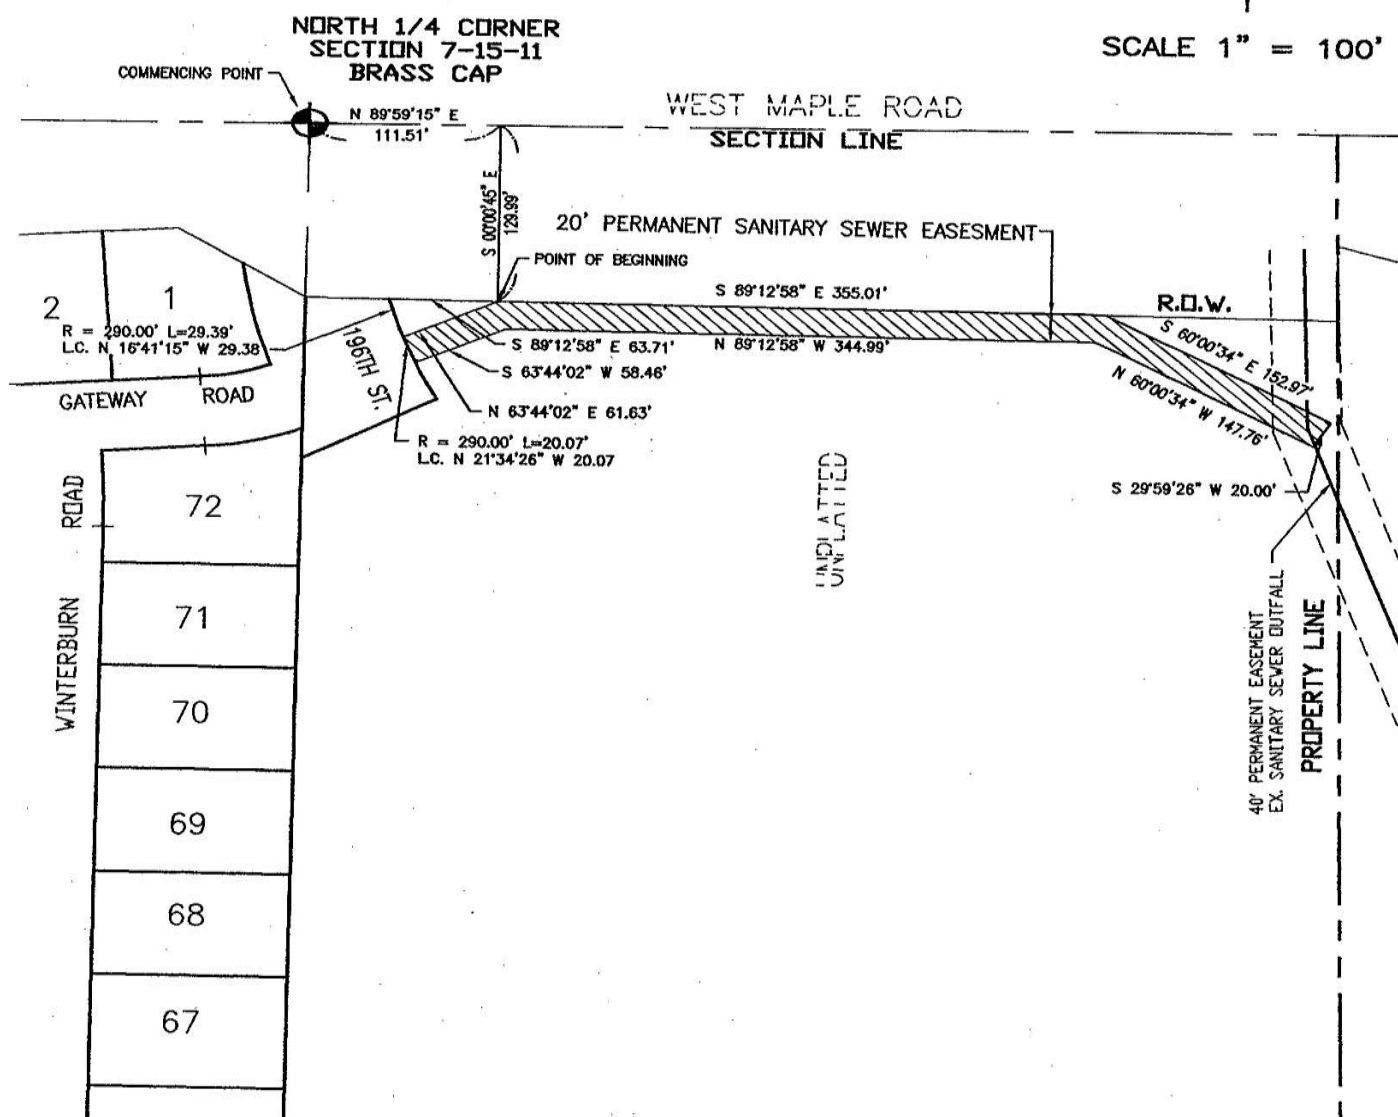 NORTH 1/4 CORNER
SECTION 7-15-11
BRASS CAP
SCALE 1" = 100'
COMMENCING POINT
N 89°59'15" E
111.51'
WEST MAPLE ROAD
SECTION LINE
S 00°00'45" E
129.99'
20' PERMANENT SANITARY SEWER EASESMENT
POINT OF BEGINNING
S 89°12'58" E 355.01'
R.O.W.
2
1
R = 290.00' L=29.39'
L.C. N 16°41'15" W 29.38
196TH ST.
S 89°12'58" E 63.71'
N 89°12'58" W 344.99'
S 60°00'34" E 152.97'
S 63°44'02" W 58.46'
N 60°00'34" W 147.76'
GATEWAY ROAD
N 63°44'02" E 61.63'
R = 290.00' L=20.07'
L.C. N 21°34'26" W 20.07
UNPLATTED
UNPLATTED
S 29°59'26" W 20.00'
WINTERBURN ROAD
72
71
70
69
68
67
40' PERMANENT EASEMENT
EX. SANITARY SEWER OUTFALL
PROPERTY LINE